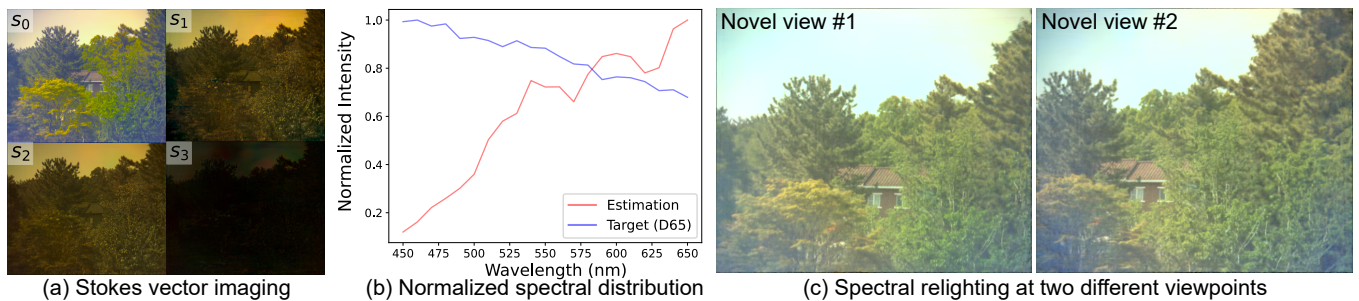 s0
s1
s2
s3
(a) Stokes vector imaging
Normalized Intensity
1.0
0.8
0.6
0.4
0.2
Estimation
Target (D65)
450 475 500 525 550 575 600 625 650
Wavelength (nm)
(b) Normalized spectral distribution
Novel view #1
Novel view #2
(c) Spectral relighting at two different viewpoints